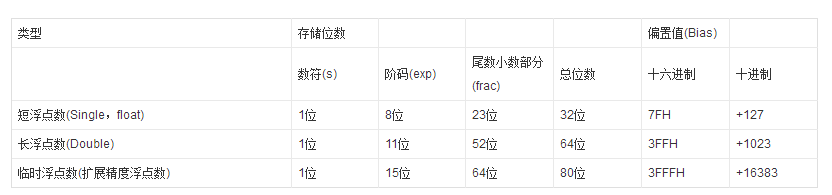 类型 存储位数 偏置值(Bias)
数符(s) 阶码(exp) 尾数小数部分 总位数 十六进制 十进制
(frac)
短浮点数(Single，float) 1位 8位 23位 32位 7FH +127
长浮点数(Double) 1位 11位 52位 64位 3FFH +1023
临时浮点数(扩展精度浮点数) 1位 15位 64位 80位 3FFFH +16383